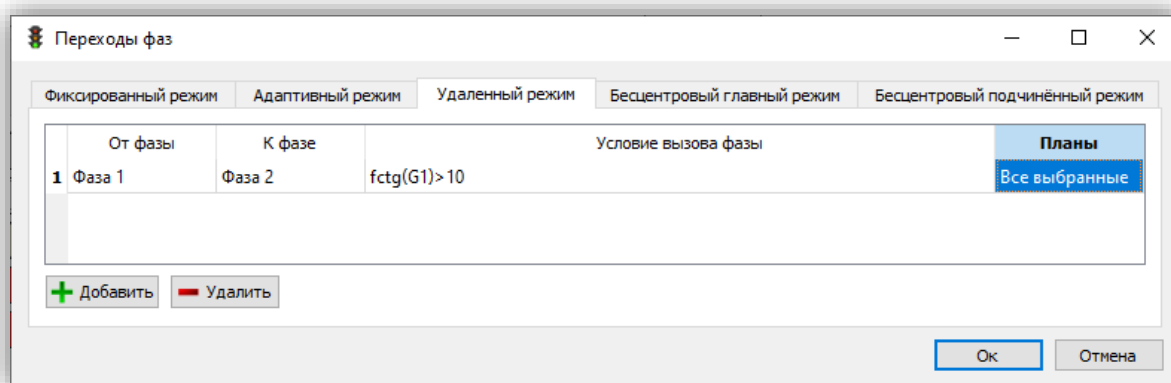 Переходы фаз
Фиксированный режим Адаптивный режим Удаленный режим Бесцентровый главный режим Бесцентровый подчинённый режим
От фазы К фазе Условие вызова фазы Планы
1 Фаза 1 Фаза 2 fctg(G1)>10 Все выбранные
Добавить Удалить
Ок Отмена